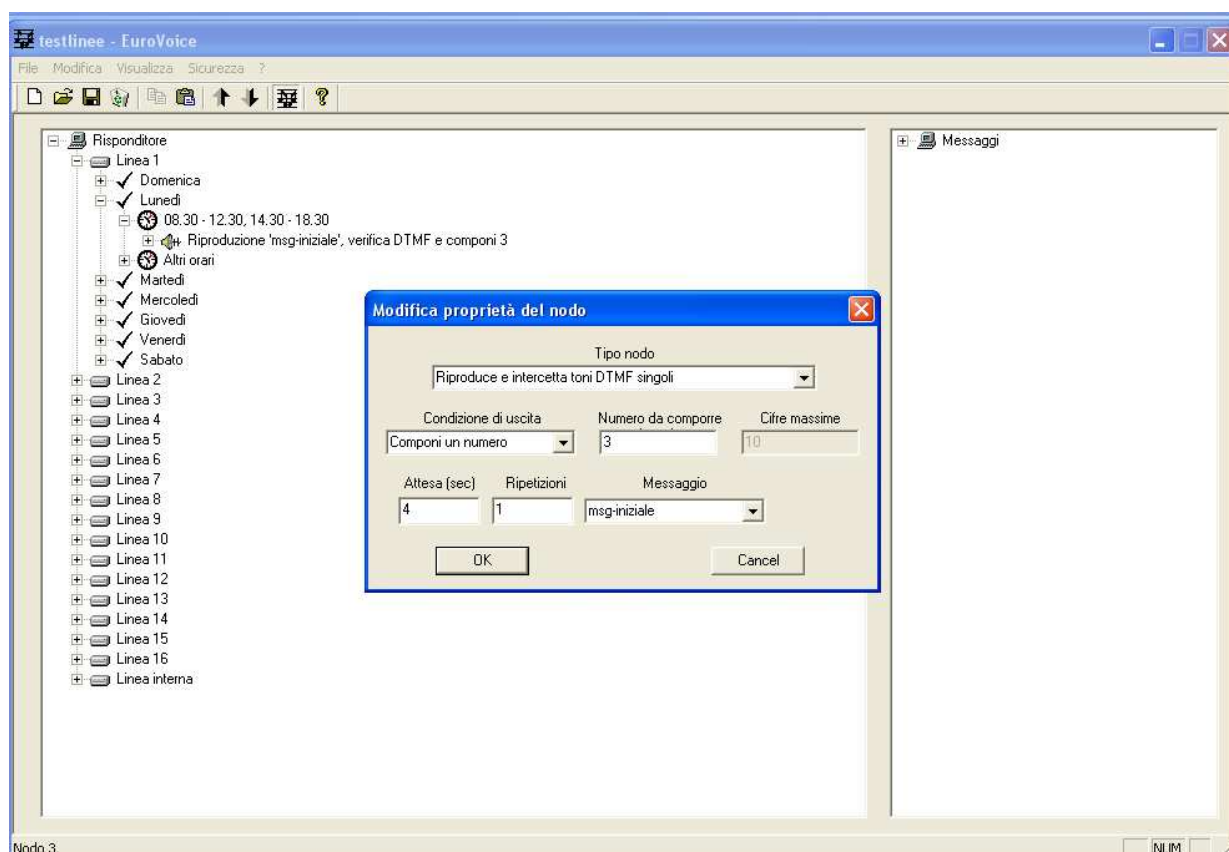 testlinee - EuroVoice
File Modifica Visualizza Sicurezza ?
Risponditore
Linea 1
Domenica
Lunedì
08.30 - 12.30, 14.30 - 18.30
Riproduzione 'msg-iniziale', verifica DTMF e componi 3
Altri orari
Martedì
Mercoledì
Giovedì
Venerdì
Sabato
Linea 2
Linea 3
Linea 4
Linea 5
Linea 6
Linea 7
Linea 8
Linea 9
Linea 10
Linea 11
Linea 12
Linea 13
Linea 14
Linea 15
Linea 16
Linea interna
Messaggi
Modifica proprietà del nodo
Tipo nodo
Riproduce e intercetta toni DTMF singoli
Condizione di uscita Numero da comporre Cifre massime
Componi un numero 3 10
Attesa (sec) Ripetizioni Messaggio
4 1 msg-iniziale
OK Cancel
Nodo 3. NUM